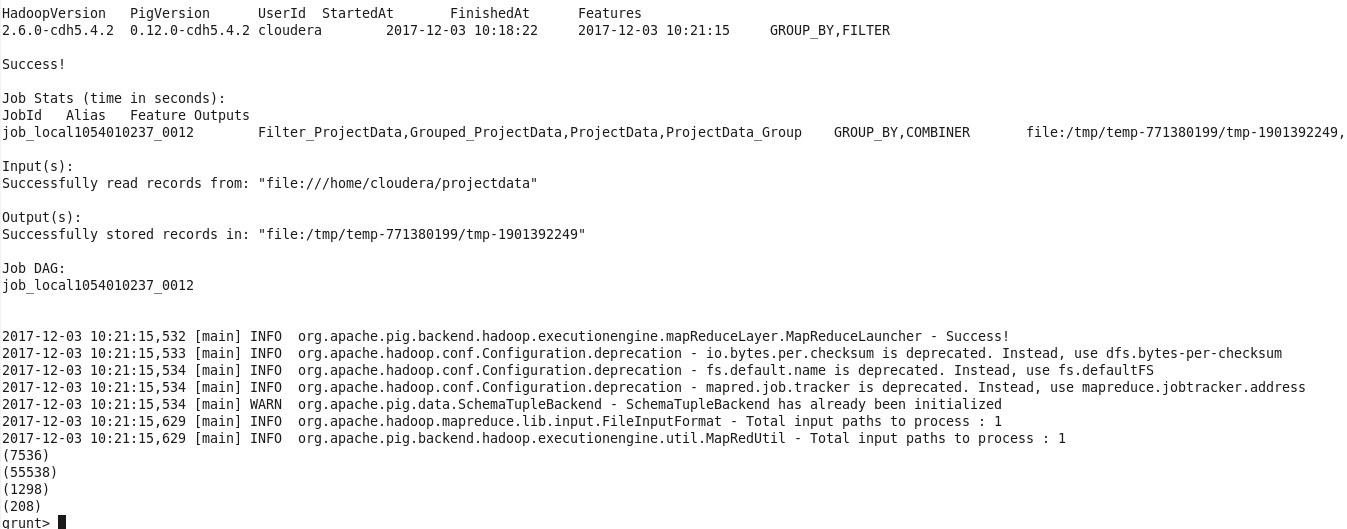 HadoopVersion PigVersion UserId StartedAt FinishedAt Features
2.6.0-cdh5.4.2 0.12.0-cdh5.4.2 cloudera 2017-12-03 10:18:22 2017-12-03 10:21:15 GROUP_BY,FILTER
Success!
Job Stats (time in seconds):
JobId Alias Feature Outputs
job_local1054010237_0012 Filter_ProjectData,Grouped_ProjectData,ProjectData,ProjectData_Group GROUP_BY,COMBINER file:/tmp/temp-771380199/tmp-1901392249,
Input(s):
Successfully read records from: "file:///home/cloudera/projectdata"
Output(s):
Successfully stored records in: "file:/tmp/temp-771380199/tmp-1901392249"
Job DAG:
job_local1054010237_0012
2017-12-03 10:21:15,532 [main] INFO org.apache.pig.backend.hadoop.executionengine.mapReduceLayer.MapReduceLauncher - Success!
2017-12-03 10:21:15,533 [main] INFO org.apache.hadoop.conf.Configuration.deprecation - io.bytes.per.checksum is deprecated. Instead, use dfs.bytes-per-checksum
2017-12-03 10:21:15,534 [main] INFO org.apache.hadoop.conf.Configuration.deprecation - fs.default.name is deprecated. Instead, use fs.defaultFS
2017-12-03 10:21:15,534 [main] INFO org.apache.hadoop.conf.Configuration.deprecation - mapred.job.tracker is deprecated. Instead, use mapreduce.jobtracker.address
2017-12-03 10:21:15,534 [main] WARN org.apache.pig.data.SchemaTupleBackend - SchemaTupleBackend has already been initialized
2017-12-03 10:21:15,629 [main] INFO org.apache.hadoop.mapreduce.lib.input.FileInputFormat - Total input paths to process : 1
2017-12-03 10:21:15,629 [main] INFO org.apache.pig.backend.hadoop.executionengine.util.MapRedUtil - Total input paths to process : 1
(7536)
(55538)
(1298)
(208)
grunt>